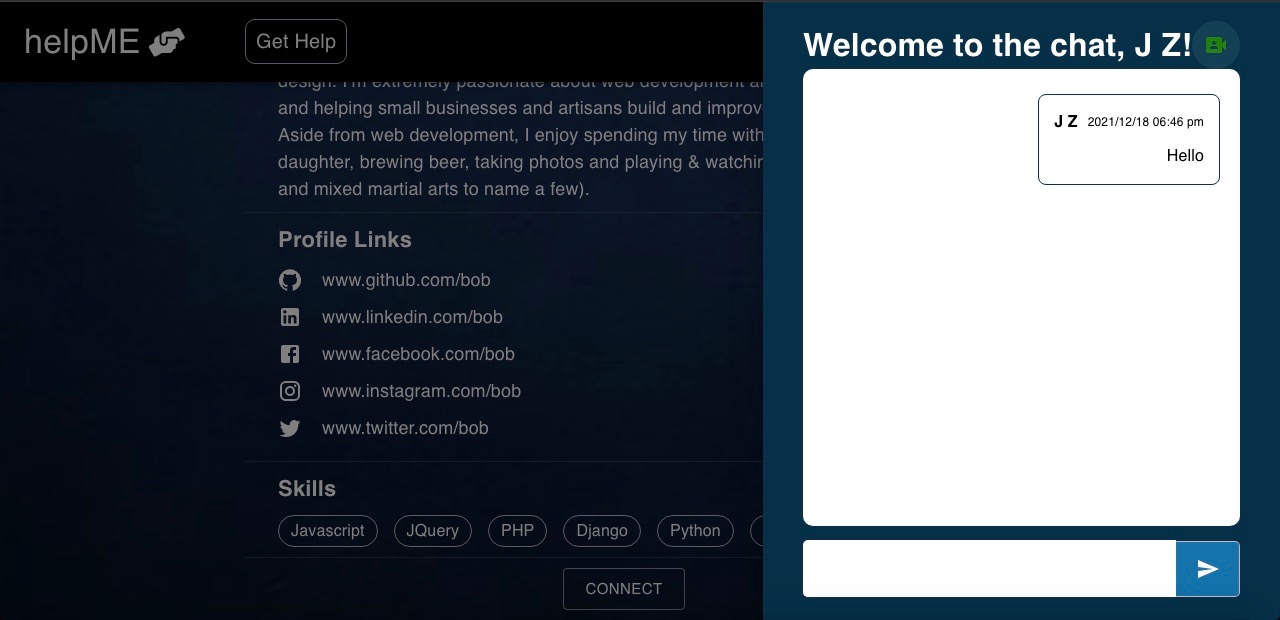 helpME
Get Help
design. I'm extremely passionate about web development
and helping small businesses and artisans build and improv
Aside from web development, I enjoy spending my time with
daughter, brewing beer, taking photos and playing & watchin
and mixed martial arts to name a few).
Profile Links
www.github.com/bob
www.linkedin.com/bob
www.facebook.com/bob
www.instagram.com/bob
www.twitter.com/bob
Skills
Javascript
JQuery
PHP
Django
Python
CONNECT
Welcome to the chat, J Z!
J Z 2021/12/18 06:46 pm
Hello